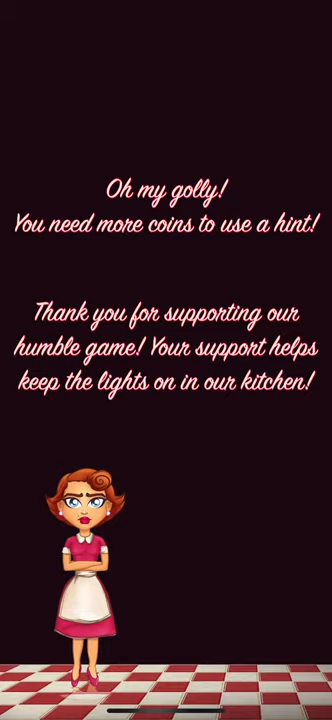 Oh my golly!
You need more coins to use a hint!
Thank you for supporting our
humble game! Your support helps
keep the lights on in our kitchen!